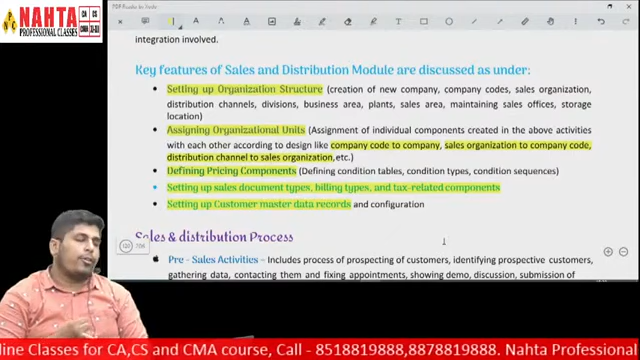 NAHTA
PROFESSIONAL CLASSES
CA
CS
CMA XI-XII
PDF Reader by Xodo
integration involved.
Key features of Sales and Distribution Module are discussed as under:
• Setting up Organization Structure (creation of new company, company codes, sales organization,
distribution channels, divisions, business area, plants, sales area, maintaining sales offices, storage
location)
• Assigning Organizational Units (Assignment of individual components created in the above activities
with each other according to design like company code to company, sales organization to company code,
distribution channel to sales organization, etc.)
• Defining Pricing Components (Defining condition tables, condition types, condition sequences)
• Setting up sales document types, billing types, and tax-related components
• Setting up Customer master data records and configuration
Sales & distribution Process
Pre - Sales Activities – Includes process of prospecting of customers, identifying prospective customers,
gathering data, contacting them and fixing appointments, showing demo, discussion, submission of
line Classes for CA,CS and CMA course, Call - 8518819888,8878819888. Nahta Professional